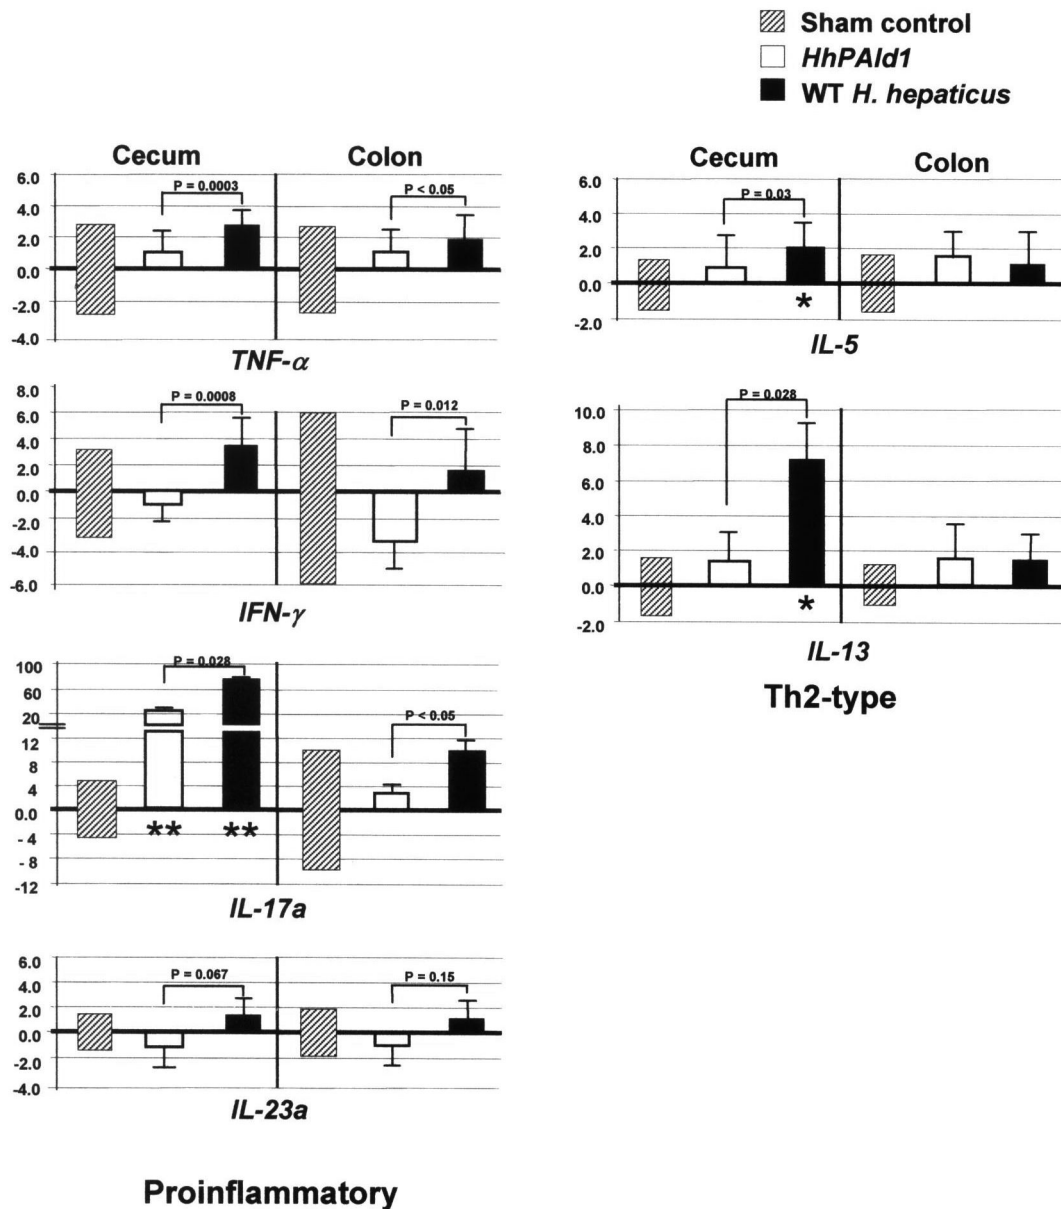 Sham control
HhPAld1
WT H. hepaticus
Cecum Colon
6.0
P = 0.0003 P < 0.05
4.0
2.0
0.0
-2.0
-4.0
TNF-α
8.0
P = 0.0008 P = 0.012
6.0
4.0
2.0
0.0
-2.0
-4.0
-6.0
IFN-γ
100
P = 0.028
60
20
P < 0.05
12
8
4
0.0
** **
- 4
- 8
-12
IL-17a
6.0
P = 0.067 P = 0.15
4.0
2.0
0.0
-2.0
-4.0
IL-23a
Proinflammatory
Cecum Colon
6.0
P = 0.03
4.0
2.0
0.0
*
-2.0
IL-5
P = 0.028
10.0
8.0
6.0
4.0
2.0
0.0
*
-2.0
IL-13
Th2-type